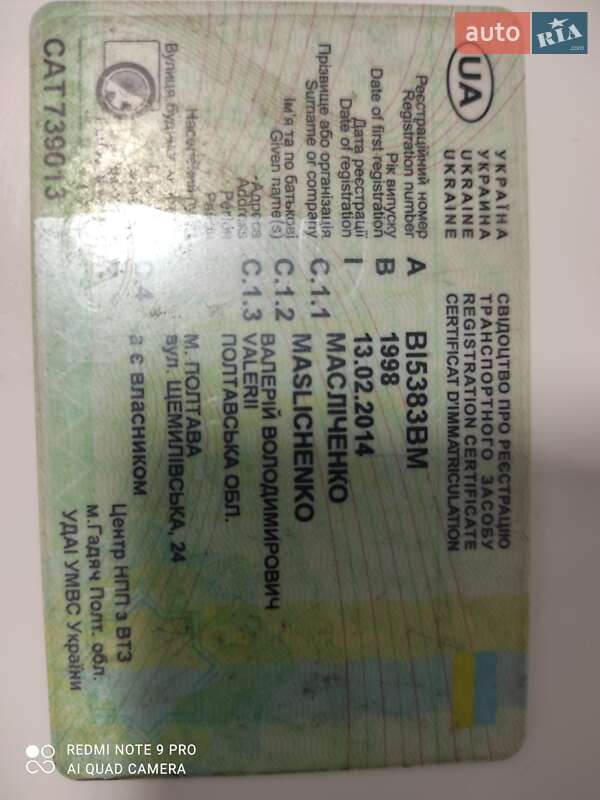 auto RIA .com
UA
УКРАЇНА
УКРАИНА
UKRAINE
UKRAINE
СВІДОЦТВО ПРО РЕЄСТРАЦІЮ
ТРАНСПОРТНОГО ЗАСОБУ
REGISTRATION CERTIFICATE
CERTIFICAT D'IMMATRICULATION
Реєстраційний номер
Registration number A BI5383BM
Рік випуску
Date of first registration B 1998
Дата реєстрації
Date of registration I 13.02.2014
Прізвище або організація C.1.1 МАСЛІЧЕНКО
Surname or company MASLICHENKO
Ім'я та по батькові C.1.2 ВАЛЕРІЙ ВОЛОДИМИРОВИЧ
Given name(s) VALERII
Адреса C.1.3 ПОЛТАВСЬКА ОБЛ.
Address
М. ПОЛТАВА
Вулиця вул. ЩЕМИЛІВСЬКА, 24
C.4 а є власником
Центр НПП з ВТЗ
м.Гадяч Полт. обл.
УДАІ УМВС України
CAT739013
REDMI NOTE 9 PRO
AI QUAD CAMERA